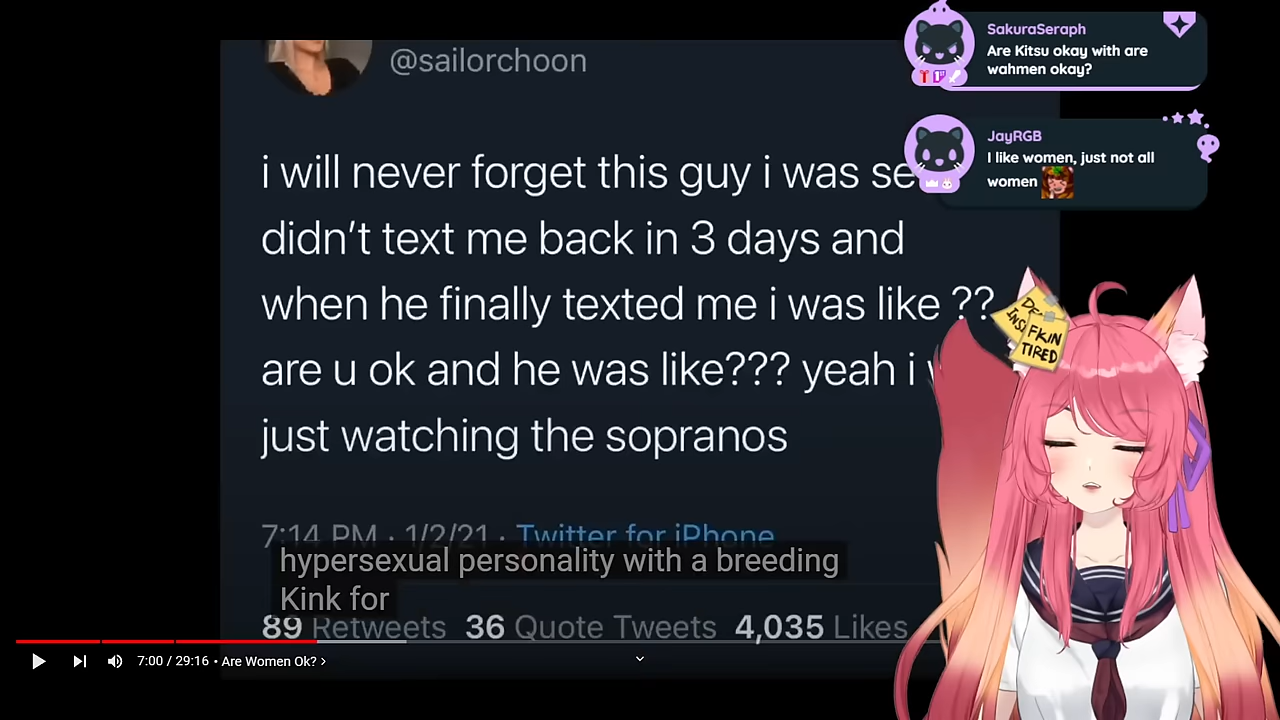 @sailorchoon
i will never forget this guy i was
didn't text me back in 3 days and
when he finally texted me i was like ??
are u ok and he was like??? yeah i
just watching the sopranos
7:14 PM · 1/2/21 · Twitter for iPhone
hypersexual personality with a breeding
Kink for
89 Retweets 36 Quote Tweets 4,035 Likes
7:00 / 29:16 • Are Women Ok? ›
SakuraSeraph
Are Kitsu okay with are
wahmen okay?
JayRGB
I like women, just not all
women
FKIN
TIRED